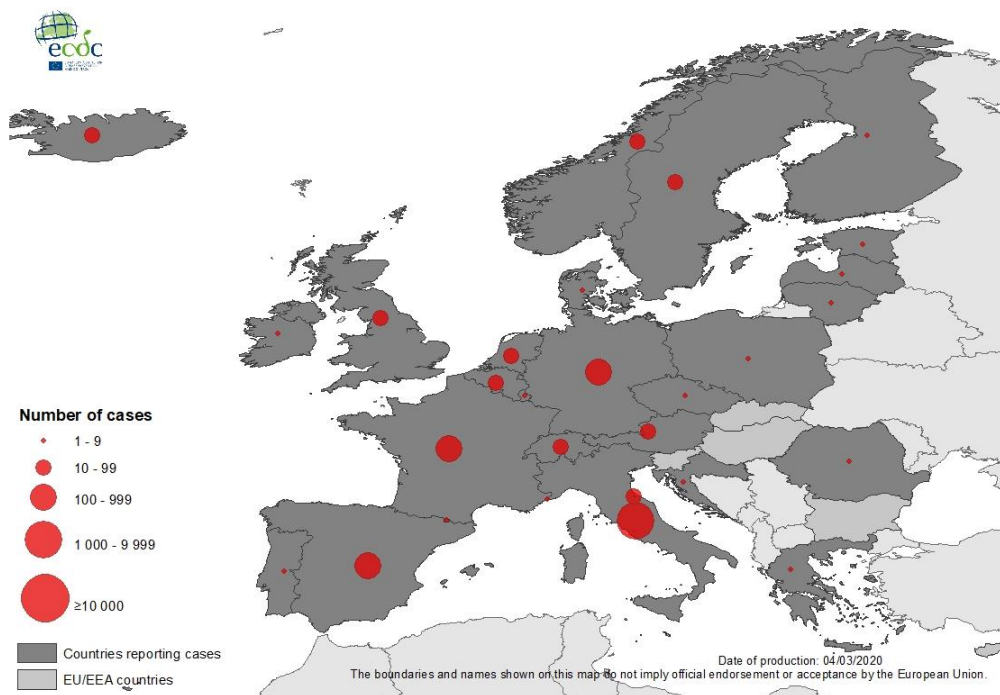 ecdc
Number of cases
1 - 9
10 - 99
100 - 999
1 000 - 9 999
≥10 000
Countries reporting cases
EU/EEA countries
Date of production: 04/03/2020
The boundaries and names shown on this map do not imply official endorsement or acceptance by the European Union.